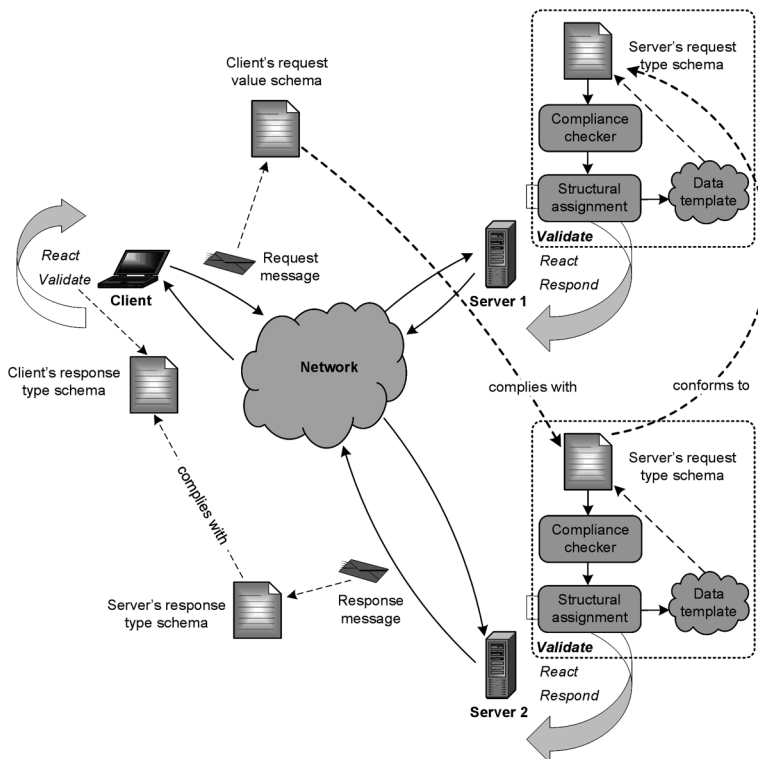 Client's request
value schema
Server's request
type schema
Compliance
checker
Structural
assignment
Data
template
Validate
React
Respond
Server 1
React
Validate
Client
Request
message
Network
Client's response
type schema
complies with
conforms to
Server's request
type schema
Compliance
checker
Structural
assignment
Data
template
Validate
React
Respond
Server 2
complies with
Server's response
type schema
Response
message